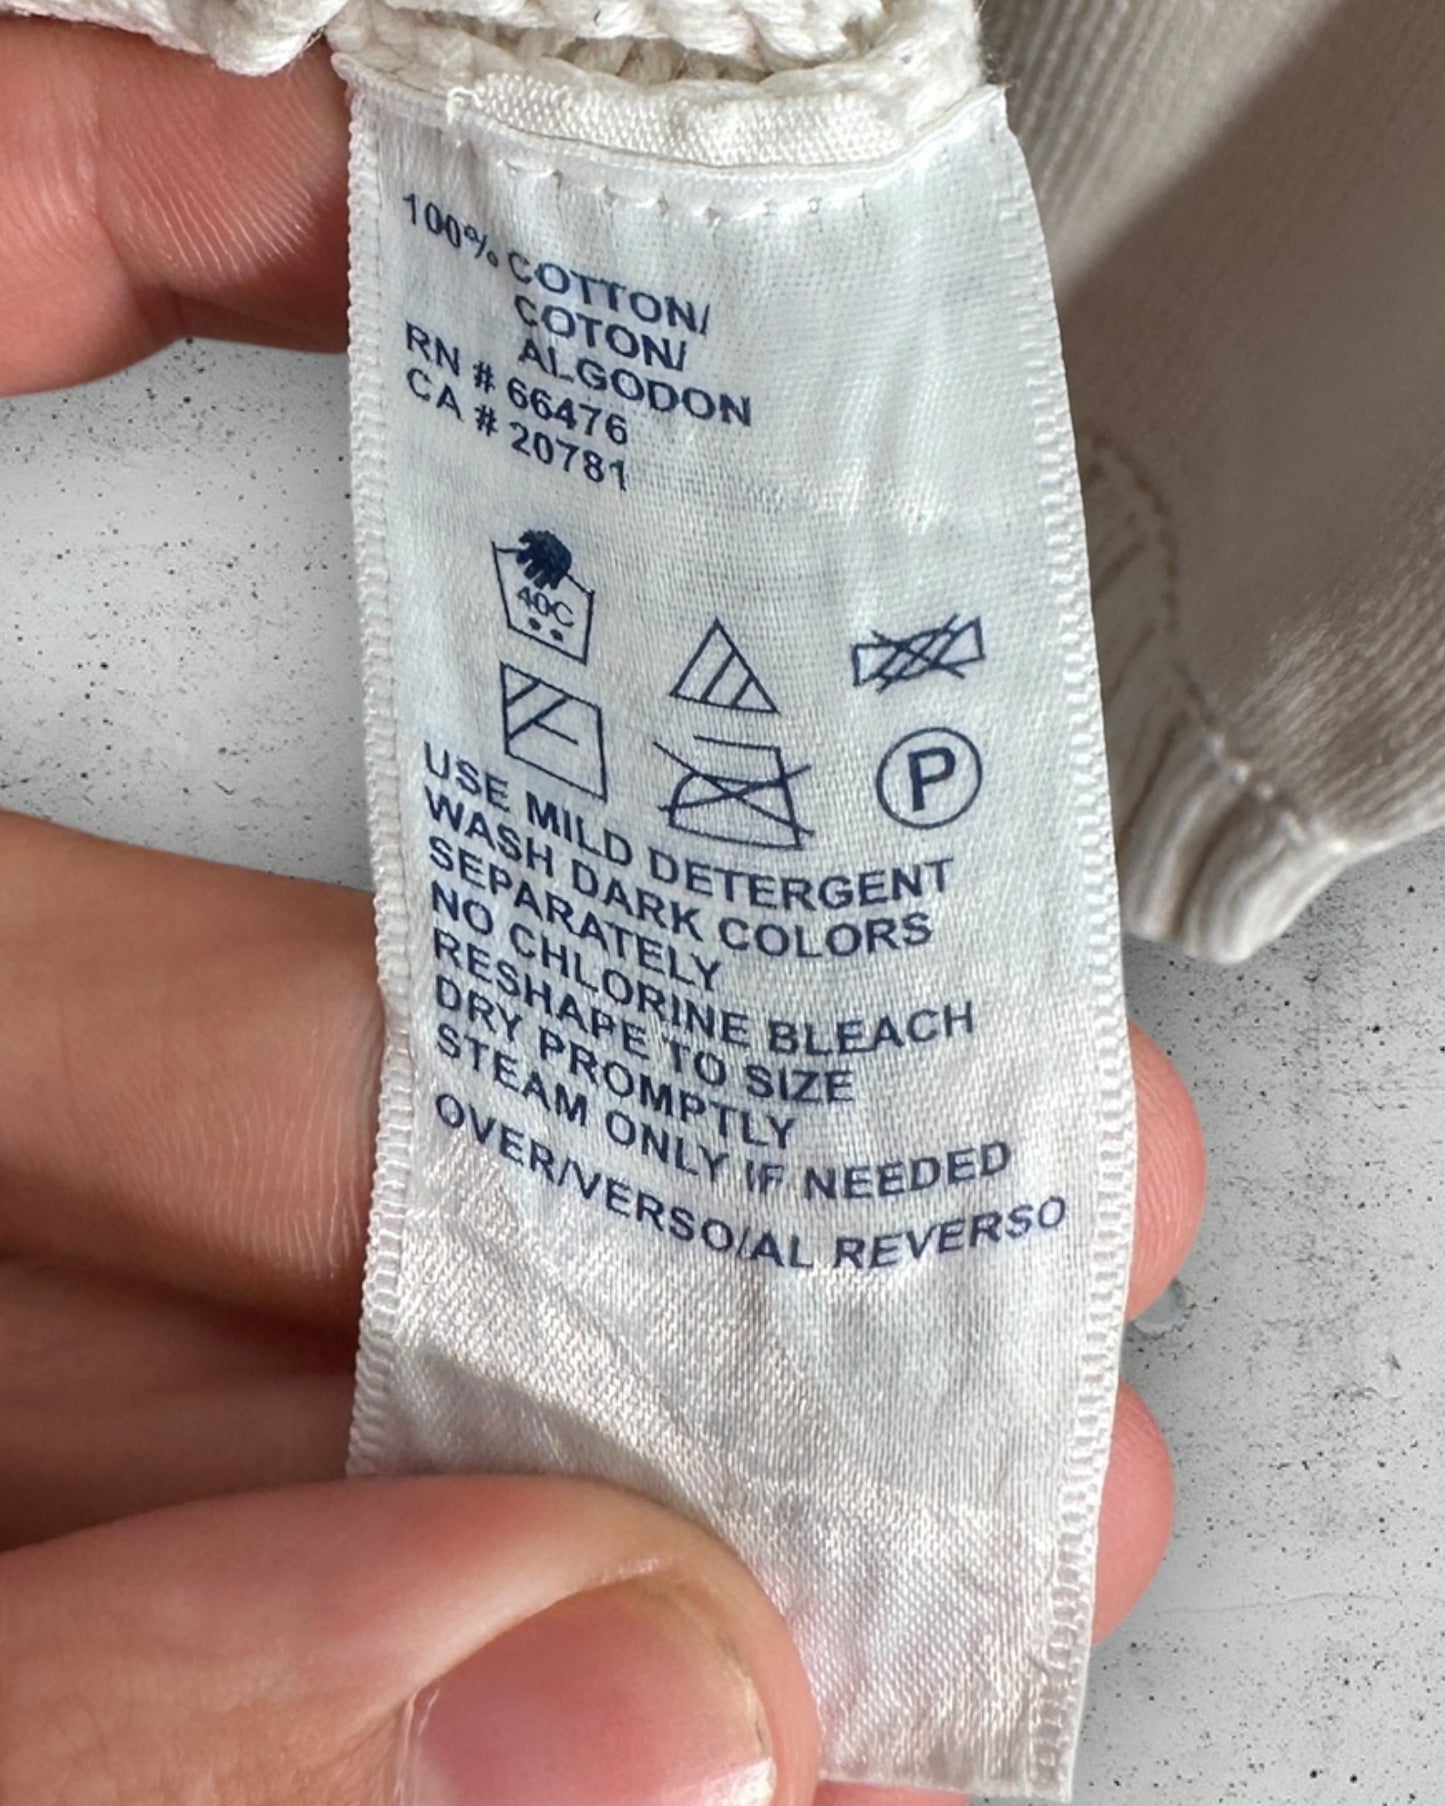 100% COTTON/
COTON/
ALGODON
RN # 66476
CA # 20781
40C
P
USE MILD DETERGENT
WASH DARK COLORS
SEPARATELY
NO CHLORINE BLEACH
RESHAPE TO SIZE
DRY PROMPTLY
STEAM ONLY IF NEEDED
OVER/VERSO/AL REVERSO